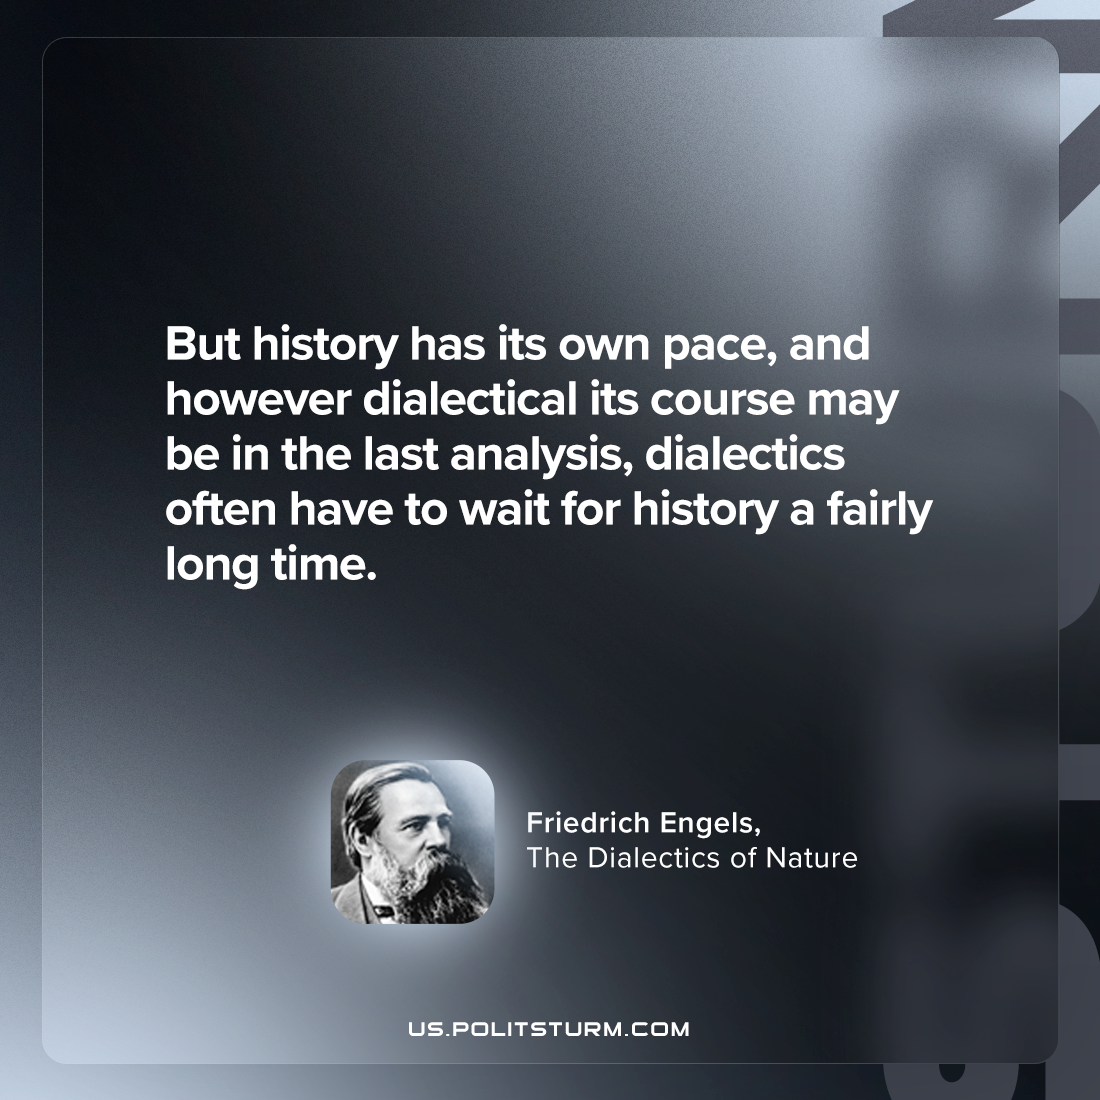 But history has its own pace, and
however dialectical its course may
be in the last analysis, dialectics
often have to wait for history a fairly
long time.
Friedrich Engels,
The Dialectics of Nature
US.POLITSTURM.COM